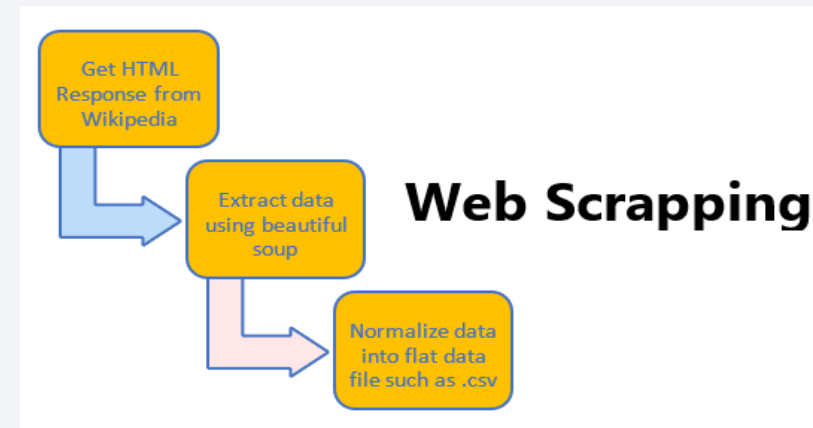 Get HTML
Response from
Wikipedia
Extract data
using beautiful
soup
Web Scrapping
Normalize data
into flat data
file such as .csv